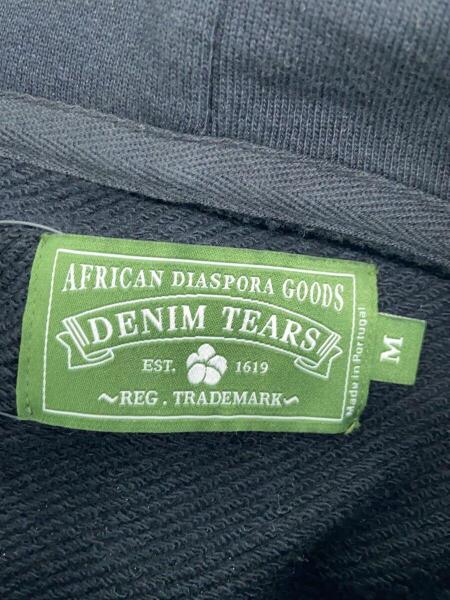 AFRICAN DIASPORA GOODS
DENIM TEARS
EST. 1619
~REG. TRADEMARK~
Made in Portugal
M